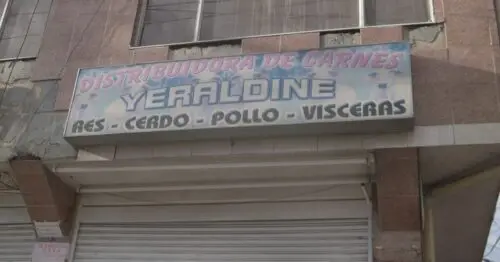 DISTRIBUIDORA DE CARNES
YERALDINE
RES - CERDO - POLLO - VISCERAS